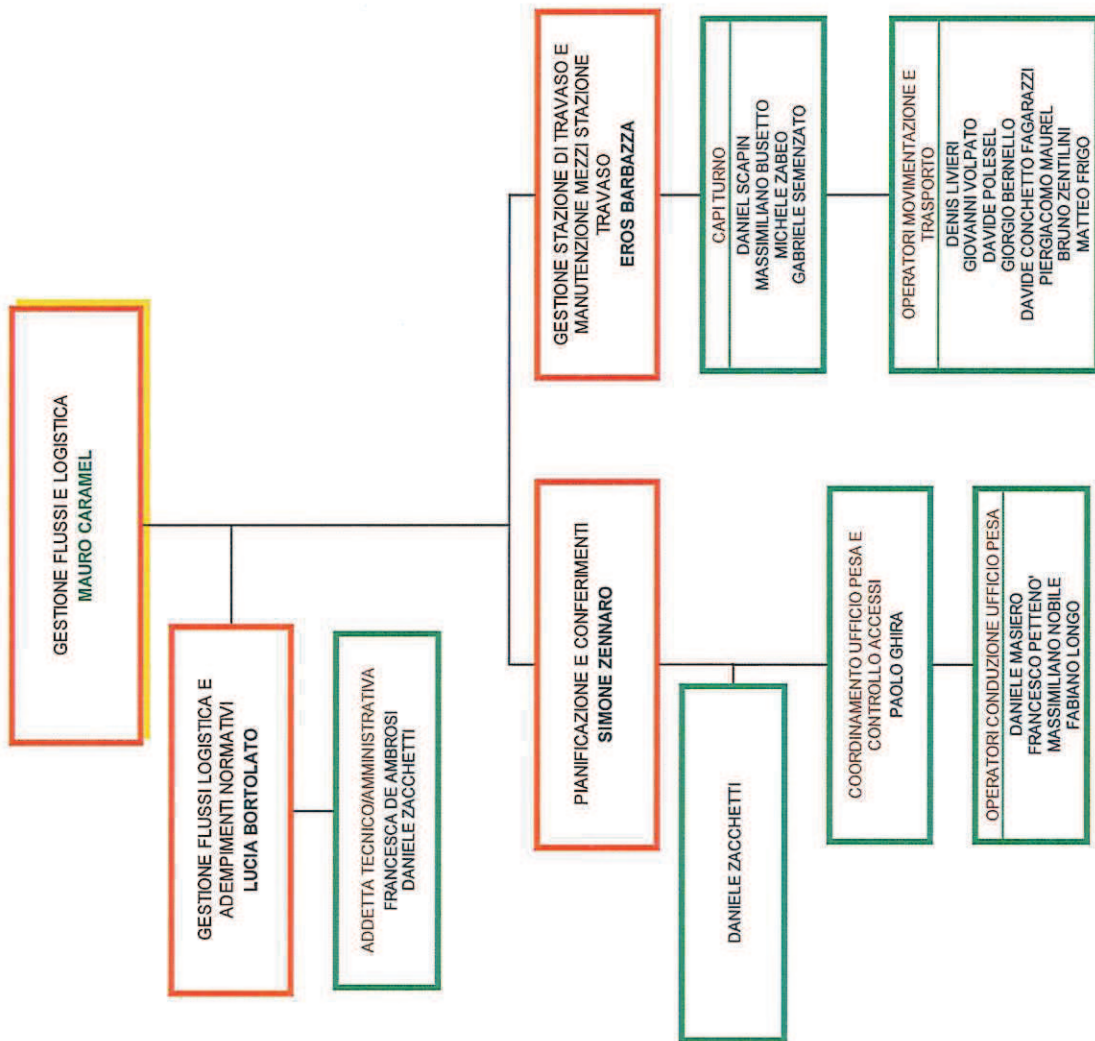 GESTIONE FLUSSI E LOGISTICA
MAURO CARAMEL
GESTIONE FLUSSI LOGISTICA E
ADEMPIMENTI NORMATIVI
LUCIA BORTOLATO
ADDETTA TECNICO/AMMINISTRATIVA
FRANCESCA DE AMBROSI
DANIELE ZACCHETTI
PIANIFICAZIONE E CONFERIMENTI
SIMONE ZENNARO
DANIELE ZACCHETTI
COORDINAMENTO UFFICIO PESA E
CONTROLLO ACCESSI
PAOLO GHIRA
OPERATORI CONDUZIONE UFFICIO PESA
DANIELE MASIERO
FRANCESCO PETTENO'
MASSIMILIANO NOBILE
FABIANO LONGO
GESTIONE STAZIONE DI TRAVASO E
MANUTENZIONE MEZZI STAZIONE
TRAVASO
EROS BARBAZZA
CAPI TURNO
DANIEL SCAPIN
MASSIMILIANO BUSETTO
MICHELE ZABEO
GABRIELE SEMENZATO
OPERATORI MOVIMENTAZIONE E
TRASPORTO
DENIS LIVIERI
GIOVANNI VOLPATO
DAVIDE POLESEL
GIORGIO BERNELLO
DAVIDE CONCHETTO FAGARAZZI
PIERGIACOMO MAUREL
BRUNO ZENTILINI
MATTEO FRIGO